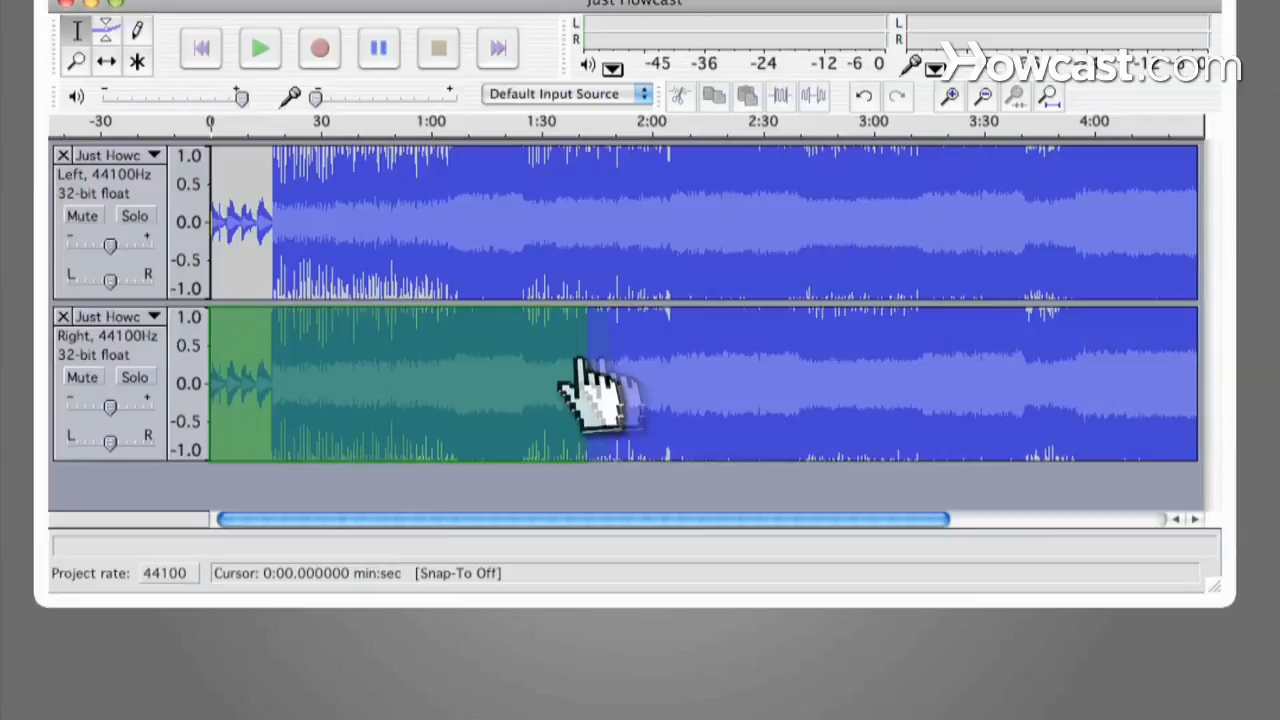 Just Howcast
L
R
-45 -36 -24 -12 -6 0
L
R
0
Howcast.com
Default Input Source
-30 0 30 1:00 1:30 2:00 2:30 3:00 3:30 4:00
Just Howc
Left, 44100Hz
32-bit float
Mute Solo
- +
L R
1.0
0.5
0.0
-0.5
-1.0
Just Howc
Right, 44100Hz
32-bit float
Mute Solo
- +
L R
1.0
0.5
0.0
-0.5
-1.0
Project rate: 44100 Cursor: 0:00.000000 min:sec [Snap-To Off]